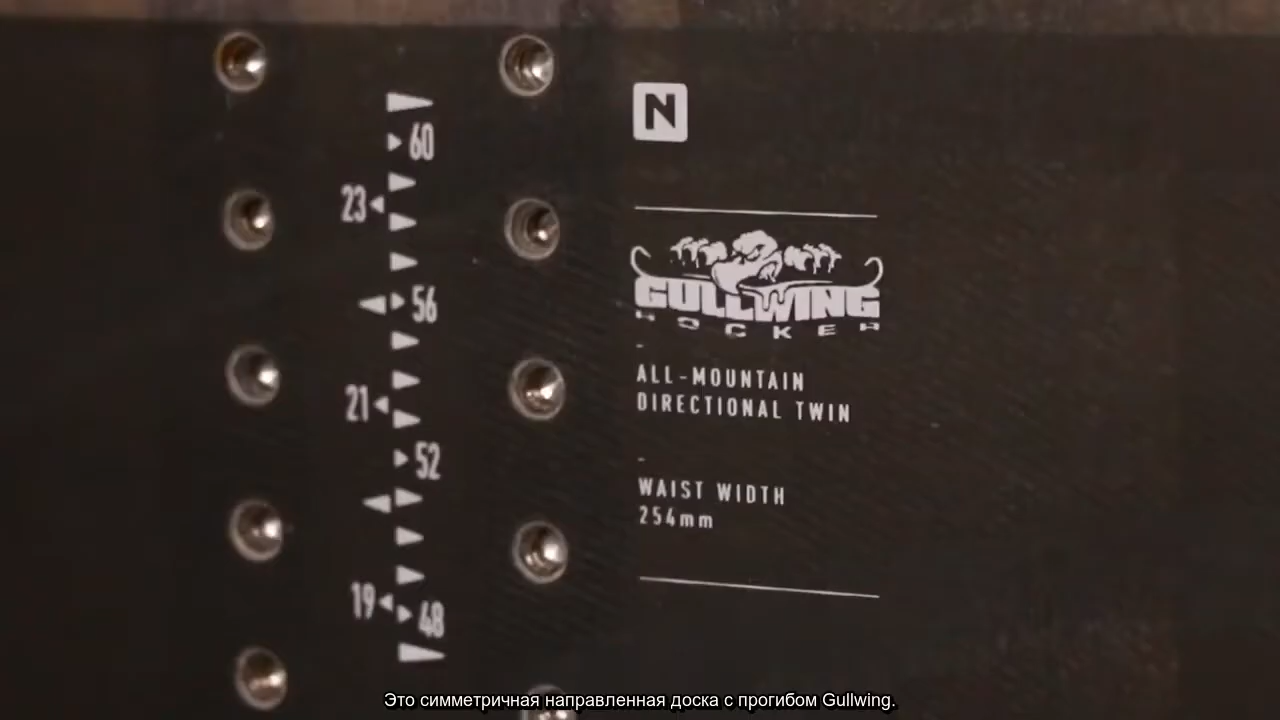 60
23
56
21
52
19
48
N
GULLWING
ROCKER
-
ALL-MOUNTAIN
DIRECTIONAL TWIN
-
WAIST WIDTH
254mm
Это симметричная направленная доска с прогибом Gullwing.